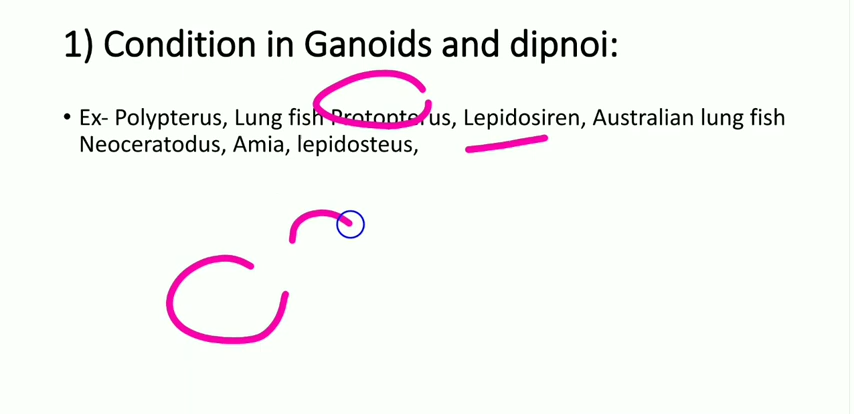 1) Condition in Ganoids and dipnoi:
• Ex- Polypterus, Lung fish Protopterus, Lepidosiren, Australian lung fish
Neoceratodus, Amia, lepidosteus,